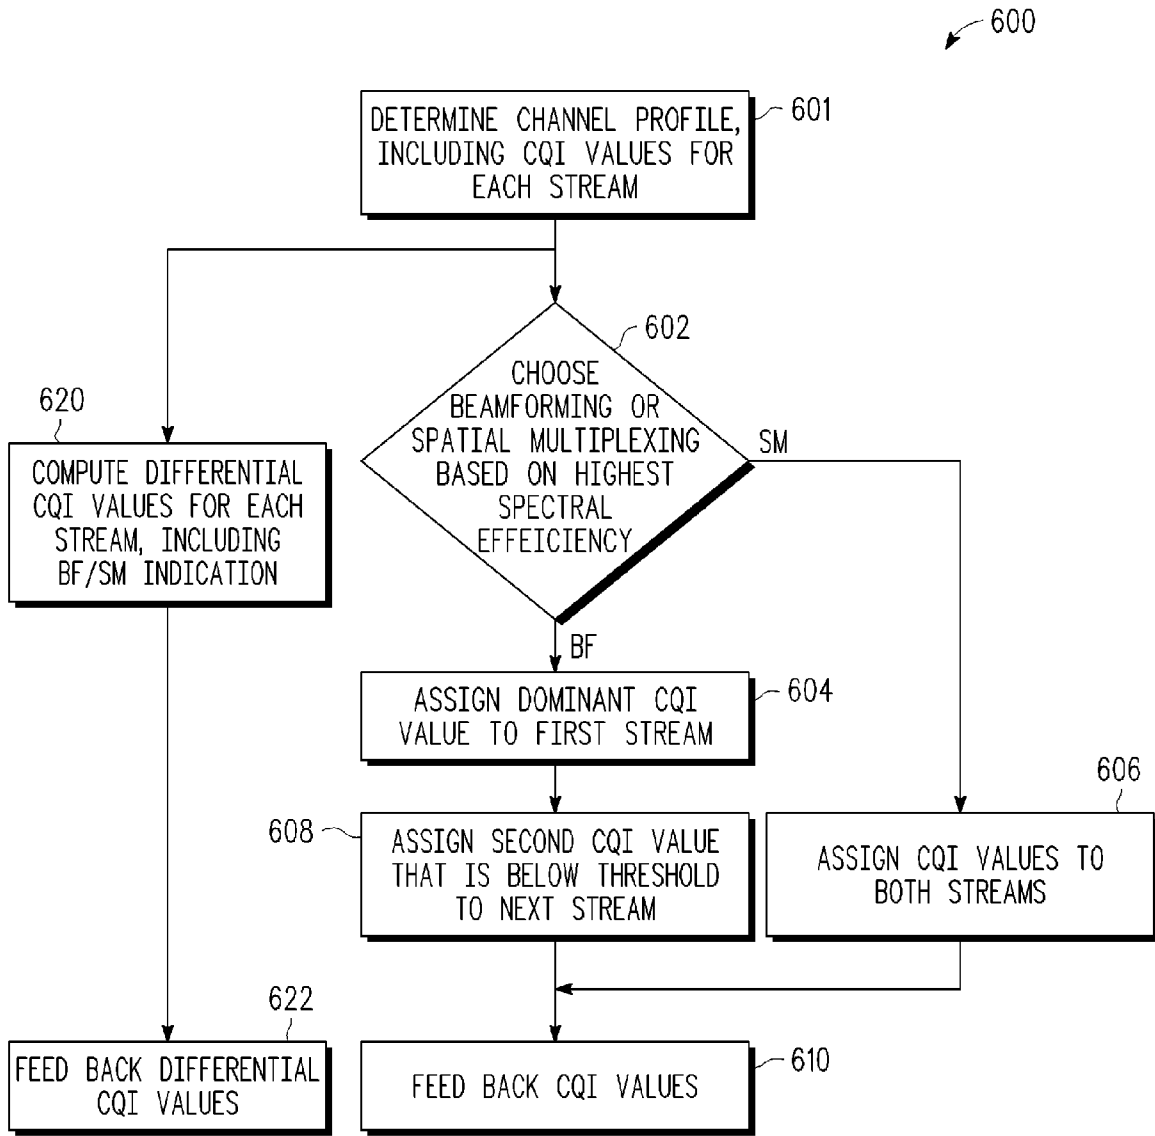 600
DETERMINE CHANNEL PROFILE,
INCLUDING CQI VALUES FOR
EACH STREAM
601
602
CHOOSE
BEAMFORMING OR
SPATIAL MULTIPLEXING
BASED ON HIGHEST
SPECTRAL
EFFEICIENCY
SM
BF
620
COMPUTE DIFFERENTIAL
CQI VALUES FOR EACH
STREAM, INCLUDING
BF/SM INDICATION
ASSIGN DOMINANT CQI
VALUE TO FIRST STREAM
604
608
ASSIGN SECOND CQI VALUE
THAT IS BELOW THRESHOLD
TO NEXT STREAM
606
ASSIGN CQI VALUES TO
BOTH STREAMS
622
FEED BACK DIFFERENTIAL
CQI VALUES
FEED BACK CQI VALUES
610